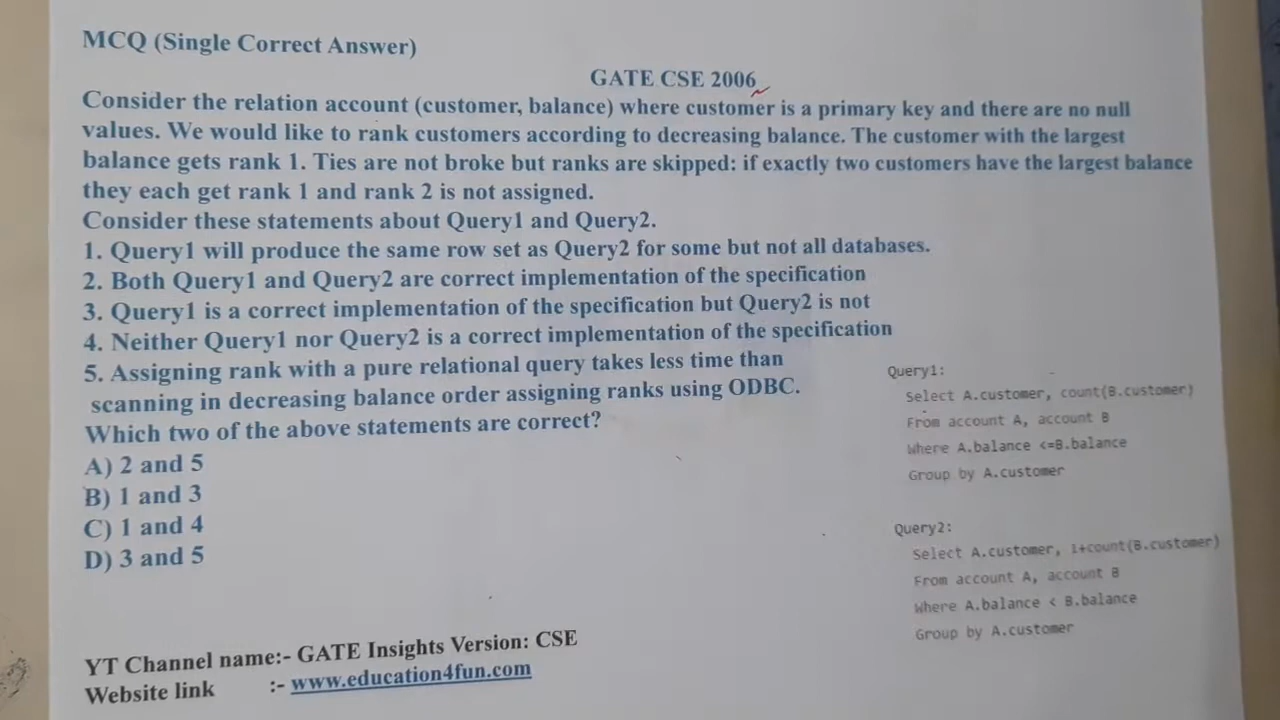 MCQ (Single Correct Answer)
GATE CSE 2006
Consider the relation account (customer, balance) where customer is a primary key and there are no null
values. We would like to rank customers according to decreasing balance. The customer with the largest
balance gets rank 1. Ties are not broke but ranks are skipped: if exactly two customers have the largest balance
they each get rank 1 and rank 2 is not assigned.
Consider these statements about Query1 and Query2.
1. Query1 will produce the same row set as Query2 for some but not all databases.
2. Both Query1 and Query2 are correct implementation of the specification
3. Query1 is a correct implementation of the specification but Query2 is not
4. Neither Query1 nor Query2 is a correct implementation of the specification
5. Assigning rank with a pure relational query takes less time than
scanning in decreasing balance order assigning ranks using ODBC.
Which two of the above statements are correct?
A) 2 and 5
B) 1 and 3
C) 1 and 4
D) 3 and 5
Query1:
Select A.customer, count(B.customer)
From account A, account B
Where A.balance <=B.balance
Group by A.customer
Query2:
Select A.customer, 1+count(B.customer)
From account A, account B
Where A.balance < B.balance
Group by A.customer
YT Channel name:- GATE Insights Version: CSE
Website link :- www.education4fun.com